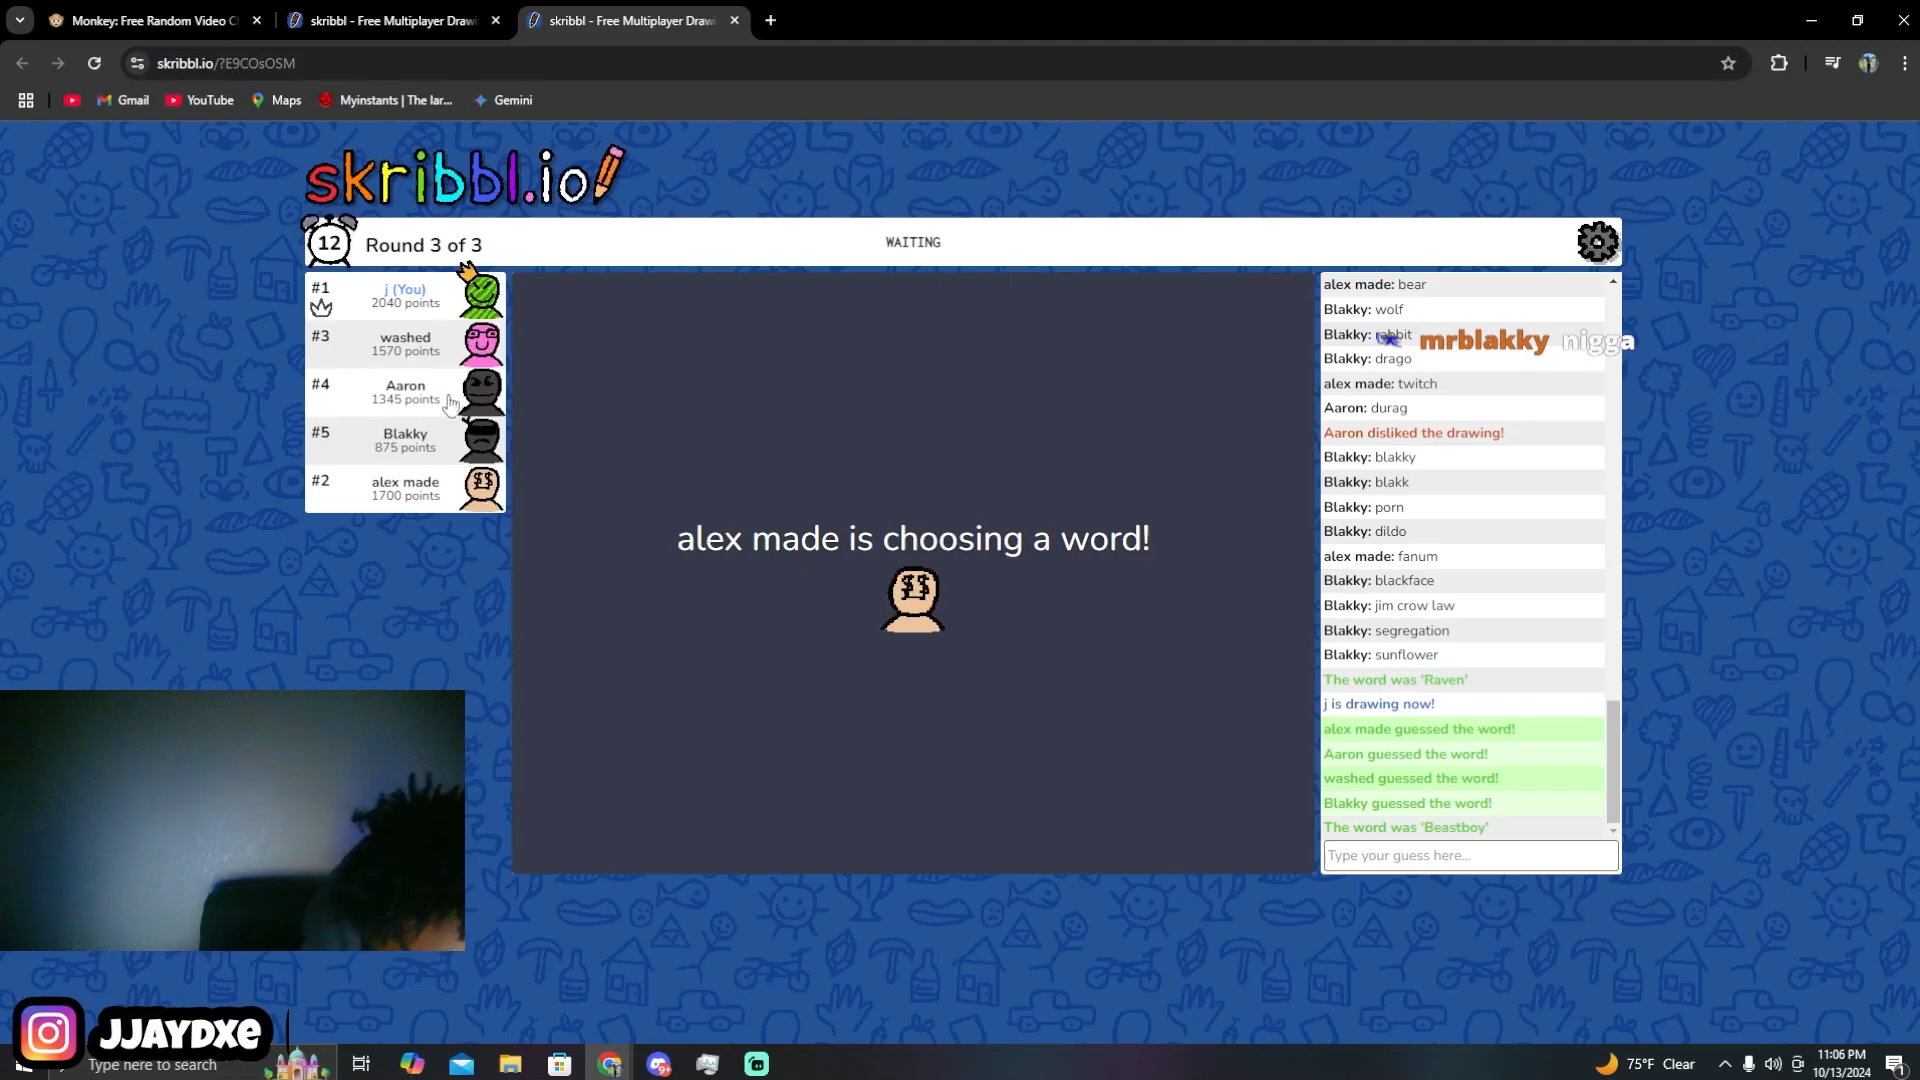 Monkey: Free Random Video C
skribbl - Free Multiplayer Drawi
skribbl - Free Multiplayer Drawi
skribbl.io/?E9COsOSM
Gmail
YouTube
Maps
Myinstants | The lar...
Gemini
skribbl.io
12
Round 3 of 3
WAITING
#1
j (You)
2040 points
#3
washed
1570 points
#4
Aaron
1345 points
#5
Blakky
875 points
#2
alex made
1700 points
alex made is choosing a word!
alex made: bear
Blakky: wolf
Blakky: rabbit
mrblakky nigga
Blakky: drago
alex made: twitch
Aaron: durag
Aaron disliked the drawing!
Blakky: blakky
Blakky: blakk
Blakky: porn
Blakky: dildo
alex made: fanum
Blakky: blackface
Blakky: jim crow law
Blakky: segregation
Blakky: sunflower
The word was 'Raven'
j is drawing now!
alex made guessed the word!
Aaron guessed the word!
washed guessed the word!
Blakky guessed the word!
The word was 'Beastboy'
Type your guess here...
JJAYDXE
Type here to search
9+
75°F Clear
11:06 PM
10/13/2024
1